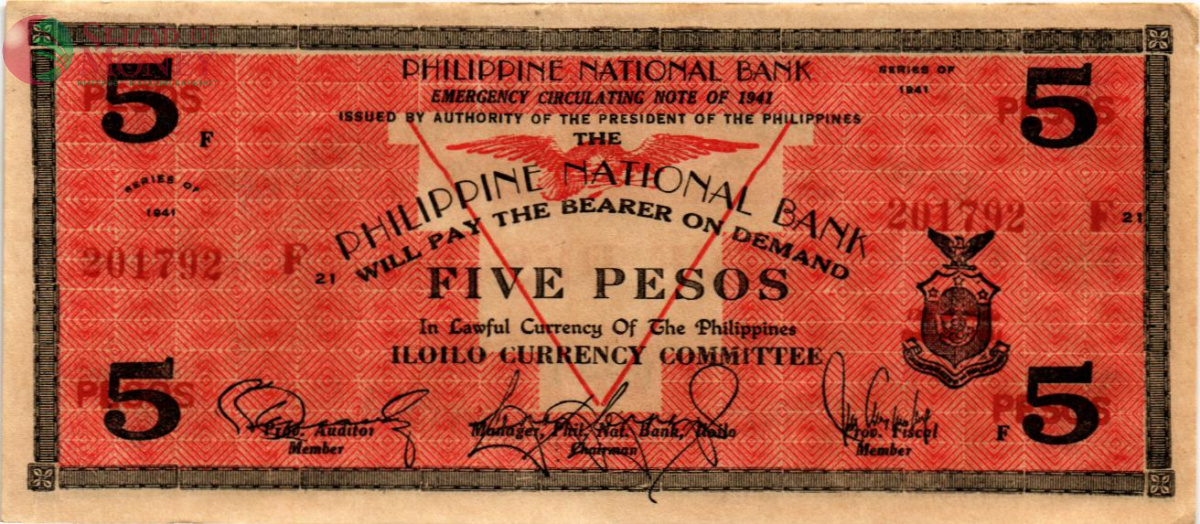 PHILIPPINE NATIONAL BANK
EMERGENCY CIRCULATING NOTE OF 1941
ISSUED BY AUTHORITY OF THE PRESIDENT OF THE PHILIPPINES
SERIES OF
1941
5
PESOS
F
5
PESOS
THE
PHILIPPINE NATIONAL BANK
WILL PAY THE BEARER ON DEMAND
SERIES OF
1941
201792 F 21
201792 F 21
FIVE PESOS
In Lawful Currency Of The Philippines
ILOILO CURRENCY COMMITTEE
5
PESOS
F 5
PESOS
Prov. Auditor
Member
Manager, Phil. Nat. Bank, Iloilo
Chairman
Prov. Fiscal
Member